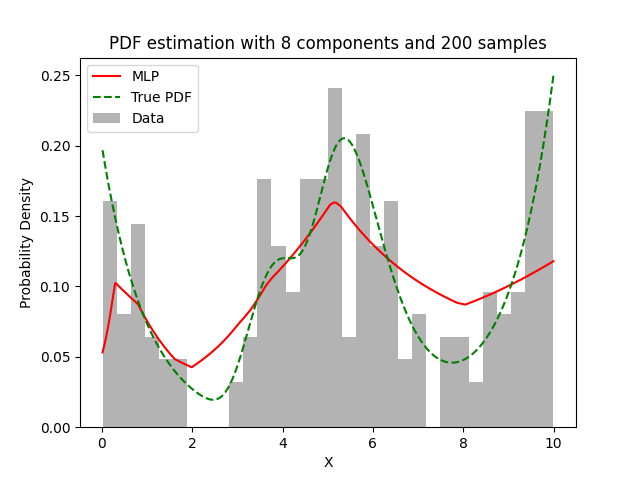 PDF estimation with 8 components and 200 samples
MLP
True PDF
Data
Probability Density
0.25
0.20
0.15
0.10
0.05
0.00
0 2 4 6 8 10
X